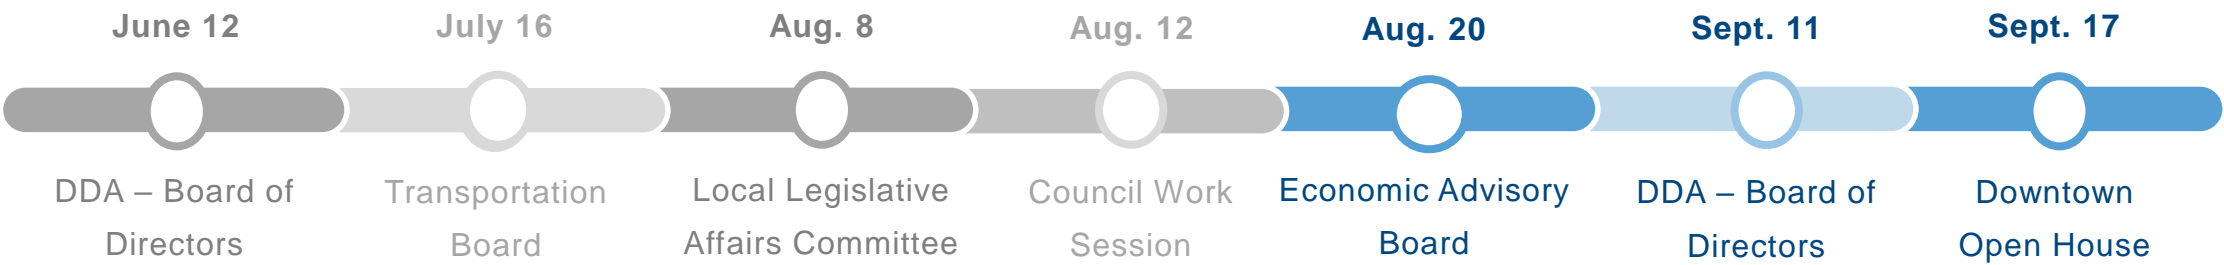 June 12
DDA – Board of
Directors
July 16
Transportation
Board
Aug. 8
Local Legislative
Affairs Committee
Aug. 12
Council Work
Session
Aug. 20
Economic Advisory
Board
Sept. 11
DDA – Board of
Directors
Sept. 17
Downtown
Open House